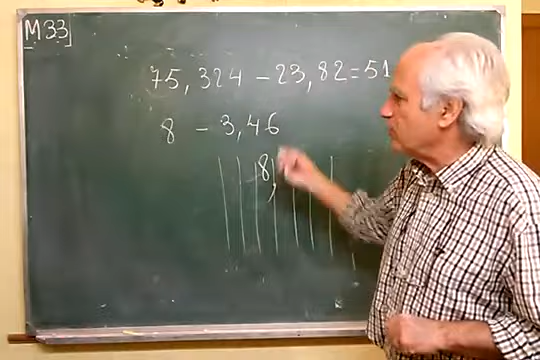 M33
75,324 - 23,82 = 51
8 - 3,46
8,